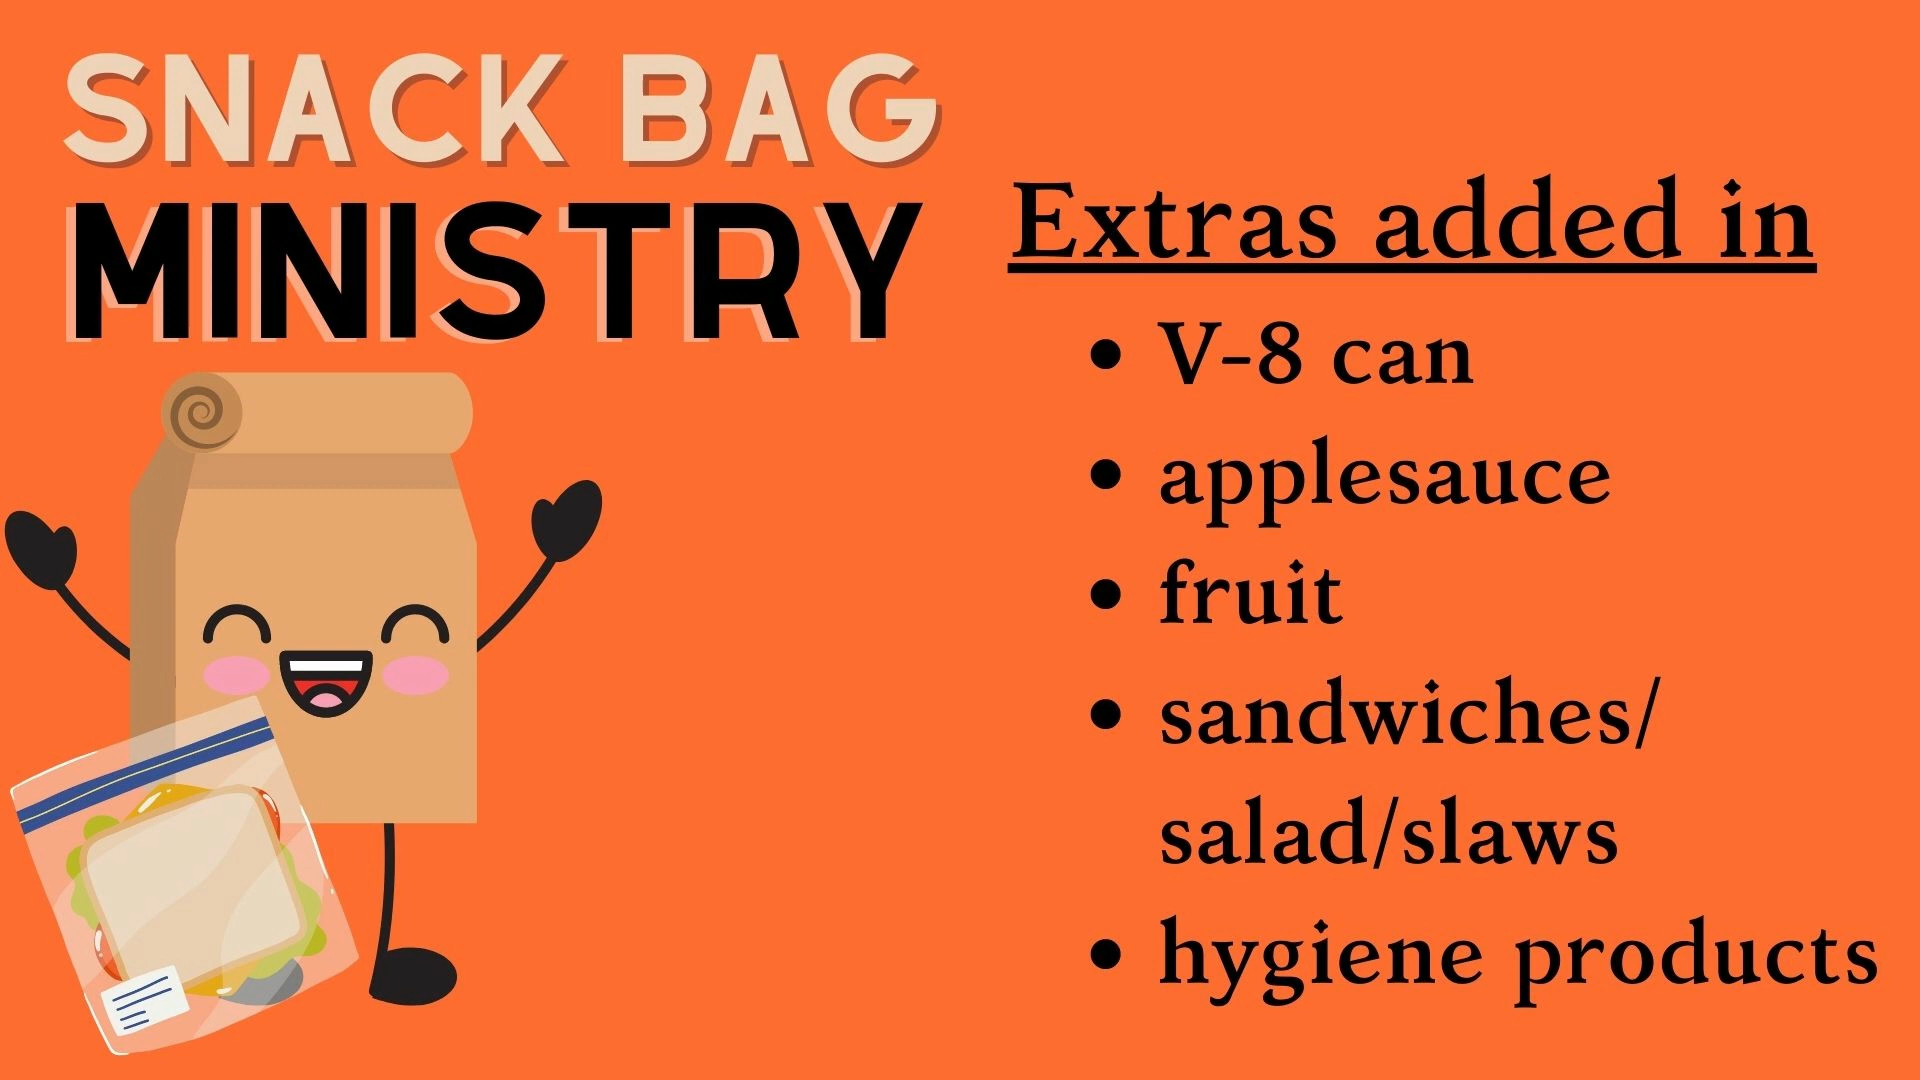 SNACK BAG
MINISTRY
Extras added in
• V-8 can
• applesauce
• fruit
• sandwiches/
salad/slaws
• hygiene products